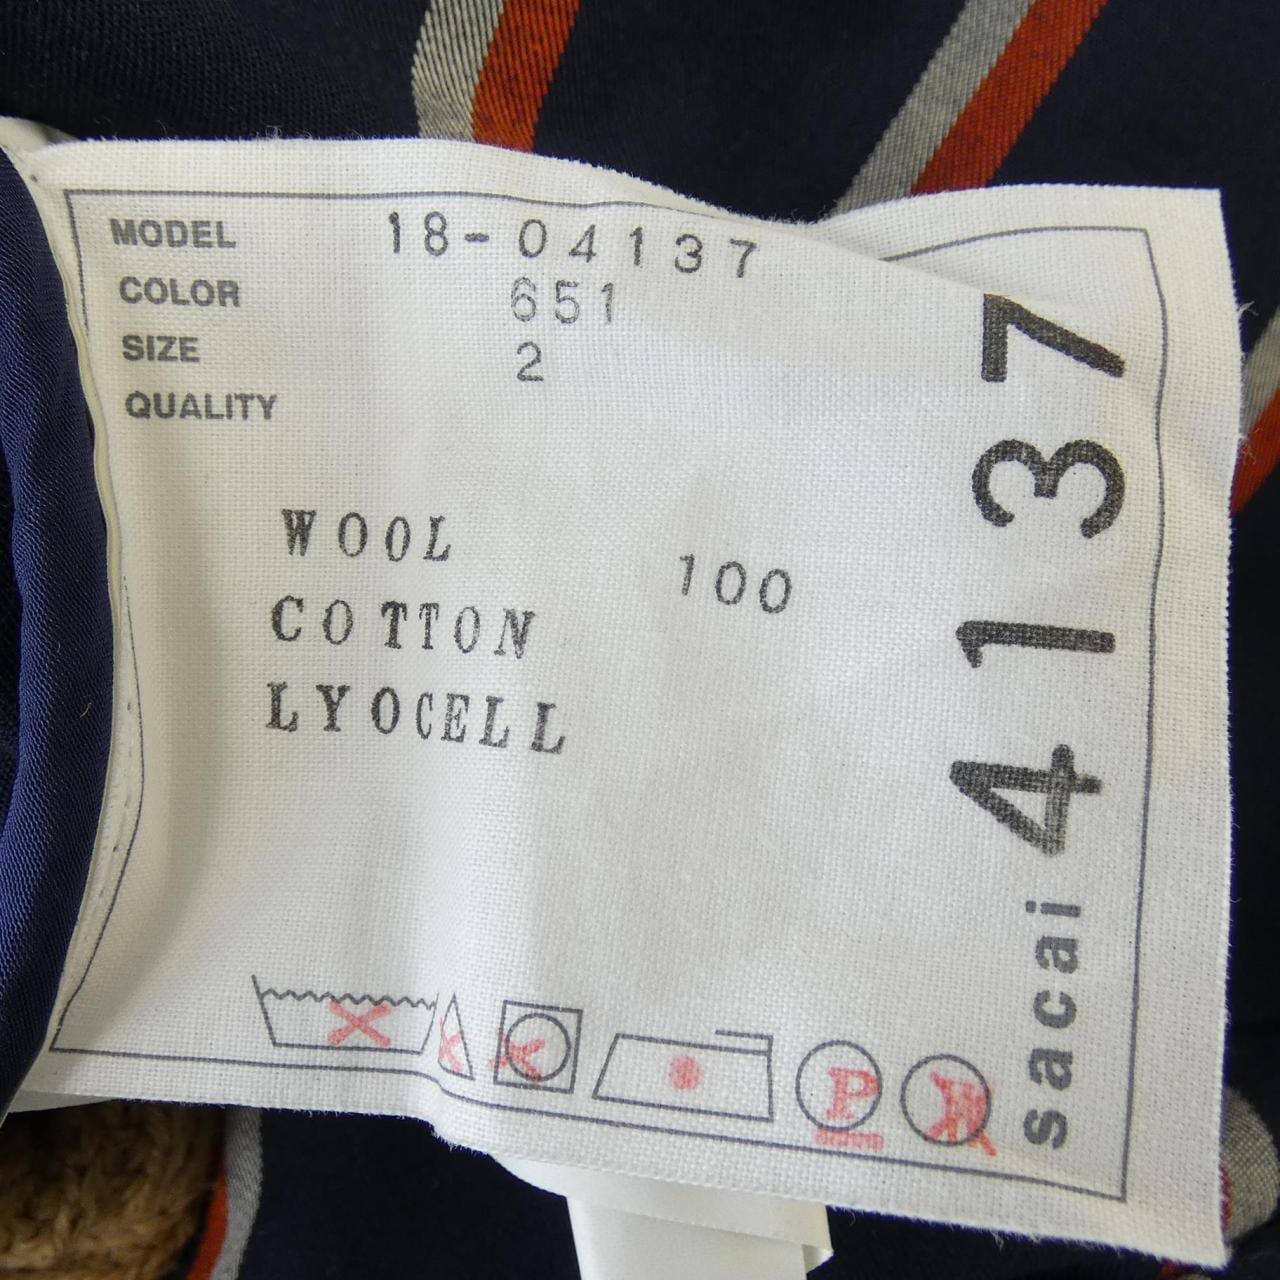 MODEL 18-04137
COLOR 651
SIZE 2
QUALITY
WOOL 100
COTTON
LYOCELL
P
W
sacai 4137